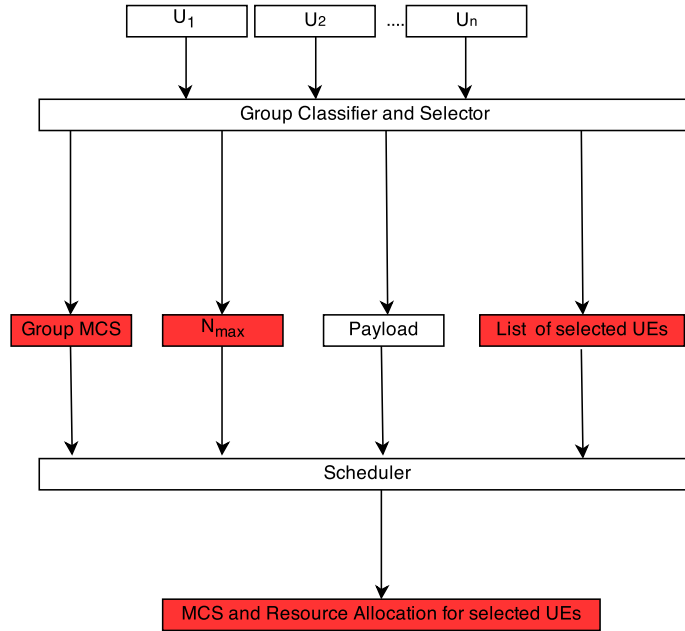 U1 U2 .... Un
Group Classifier and Selector
Group MCS Nmax Payload List of selected UEs
Scheduler
MCS and Resource Allocation for selected UEs